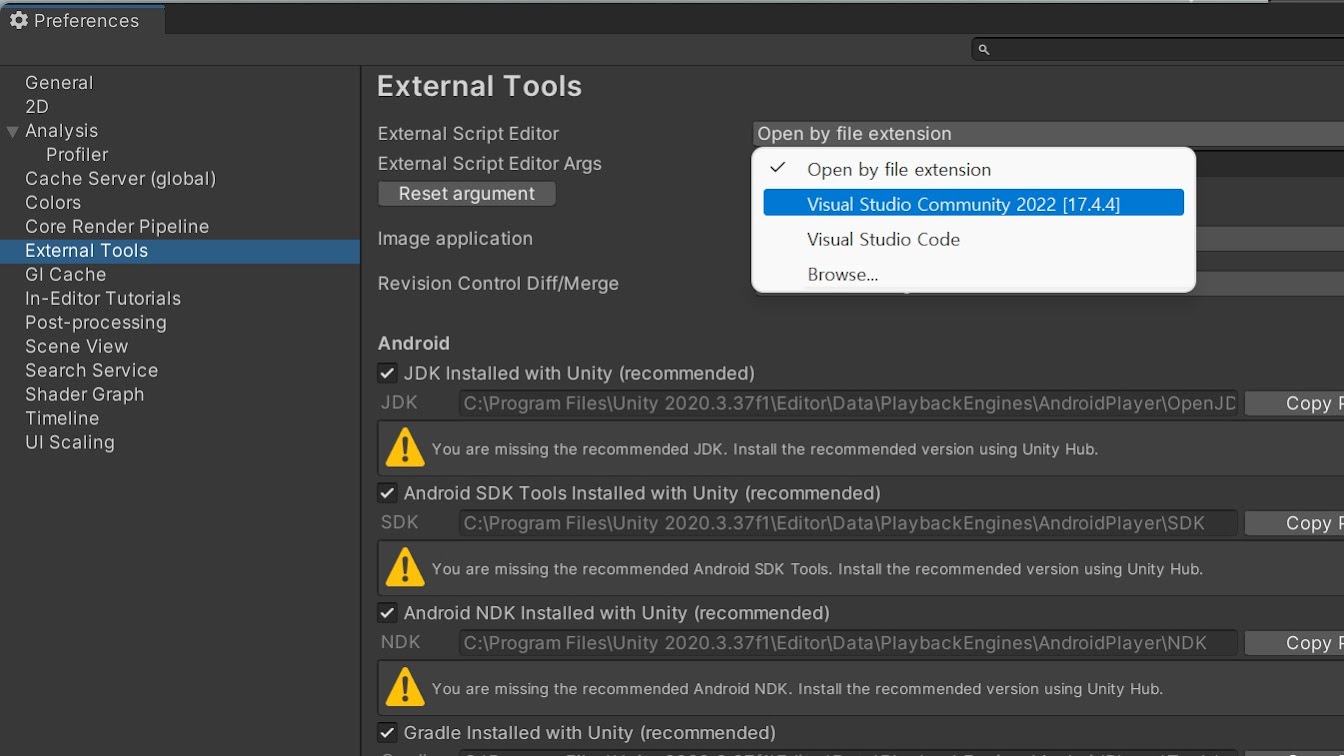 Preferences
General
2D
Analysis
Profiler
Cache Server (global)
Colors
Core Render Pipeline
External Tools
GI Cache
In-Editor Tutorials
Post-processing
Scene View
Search Service
Shader Graph
Timeline
UI Scaling
External Tools
External Script Editor
Open by file extension
External Script Editor Args
Reset argument
Image application
Revision Control Diff/Merge
Open by file extension
Visual Studio Community 2022 [17.4.4]
Visual Studio Code
Browse...
Android
JDK Installed with Unity (recommended)
JDK C:\Program Files\Unity 2020.3.37f1\Editor\Data\PlaybackEngines\AndroidPlayer\OpenJD Copy
You are missing the recommended JDK. Install the recommended version using Unity Hub.
Android SDK Tools Installed with Unity (recommended)
SDK C:\Program Files\Unity 2020.3.37f1\Editor\Data\PlaybackEngines\AndroidPlayer\SDK Copy
You are missing the recommended Android SDK Tools. Install the recommended version using Unity Hub.
Android NDK Installed with Unity (recommended)
NDK C:\Program Files\Unity 2020.3.37f1\Editor\Data\PlaybackEngines\AndroidPlayer\NDK Copy
You are missing the recommended Android NDK. Install the recommended version using Unity Hub.
Gradle Installed with Unity (recommended)